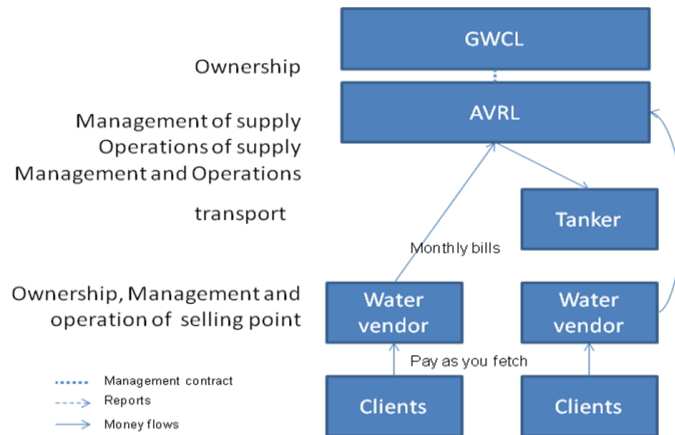 GWCL
Ownership
AVRL
Management of supply
Operations of supply
Management and Operations
transport
Tanker
Monthly bills
Ownership, Management and
operation of selling point
Water
vendor
Water
vendor
Pay as you fetch
Clients
Clients
Management contract
Reports
Money flows